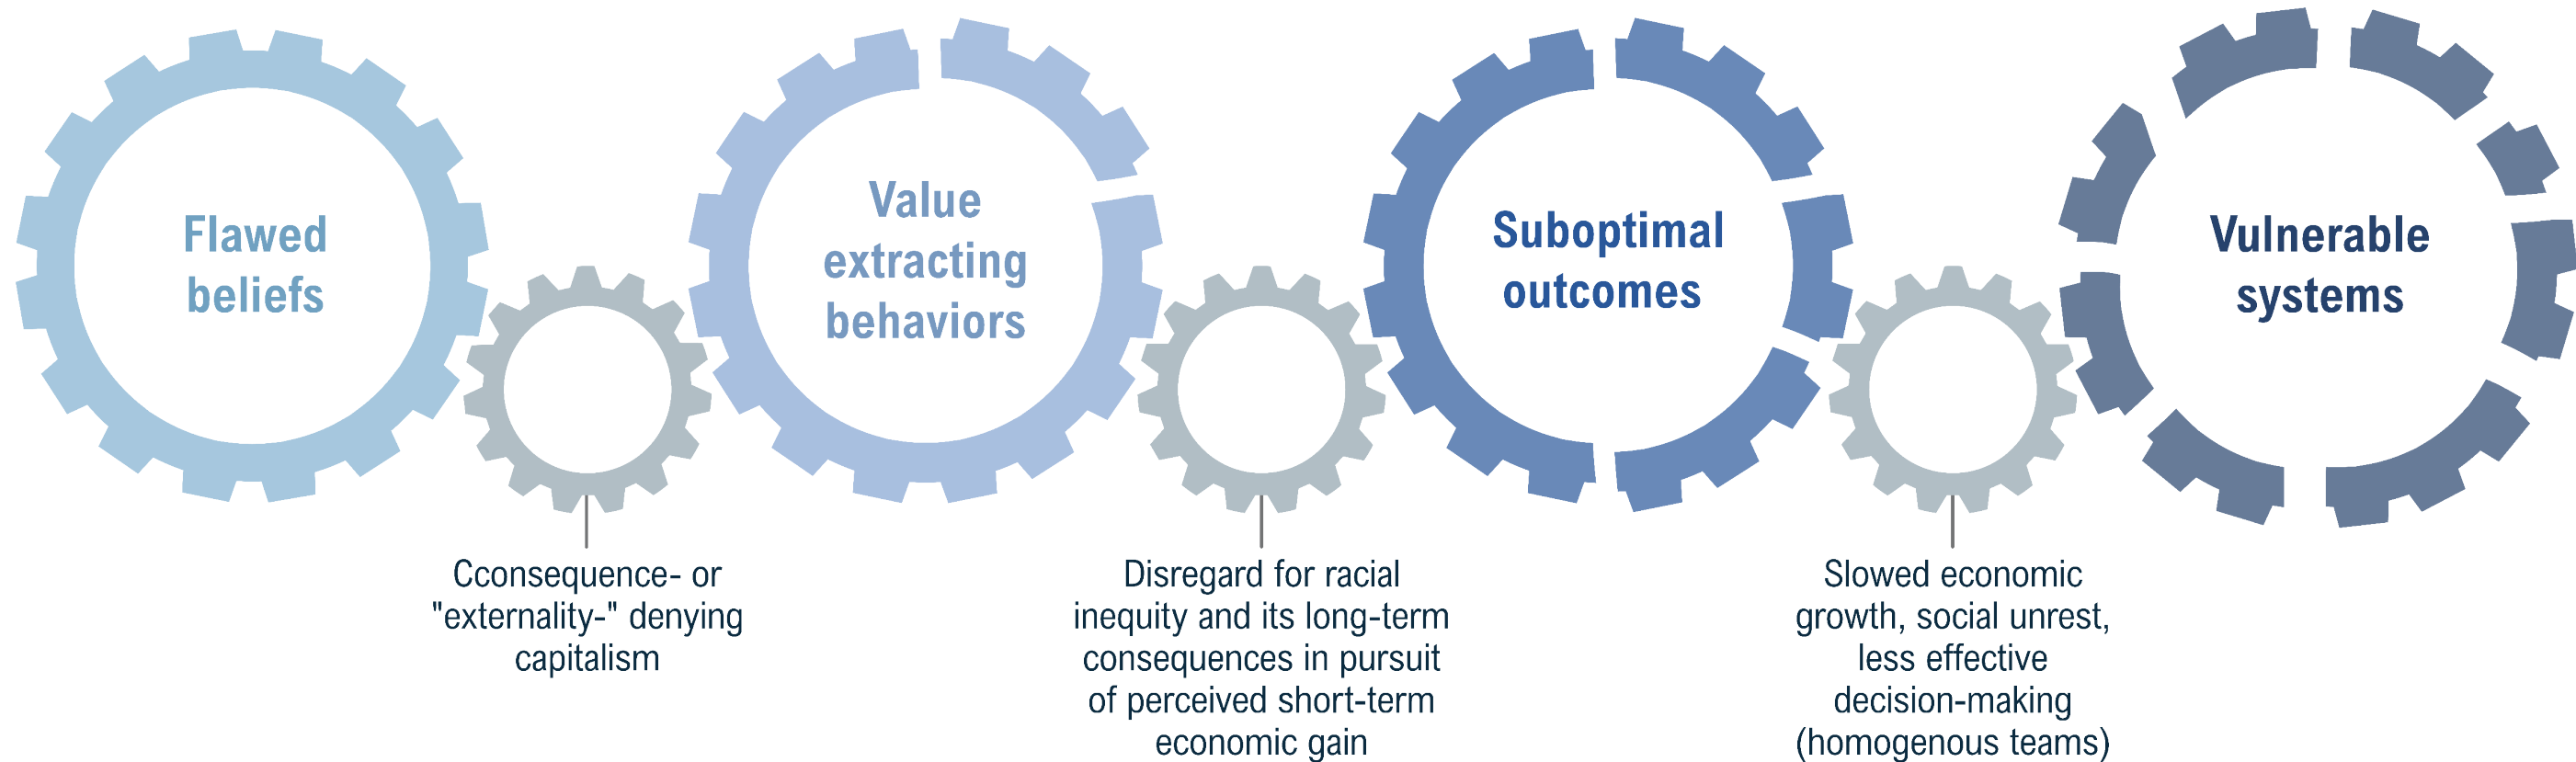 Flawed
beliefs
Value
extracting
behaviors
Suboptimal
outcomes
Vulnerable
systems
Cconsequence- or
"externality-" denying
capitalism
Disregard for racial
inequity and its long-term
consequences in pursuit
of perceived short-term
economic gain
Slowed economic
growth, social unrest,
less effective
decision-making
(homogenous teams)